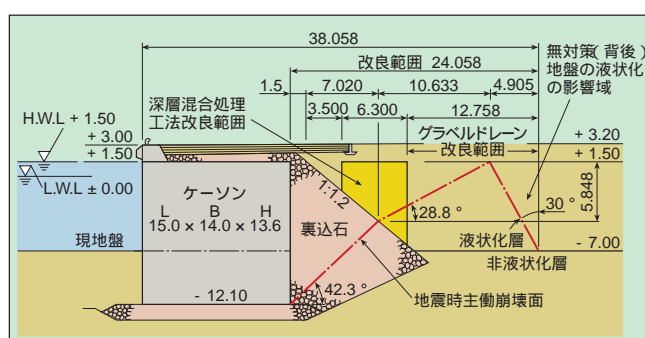 38.058
改良範囲 24.058
無対策(背後)
地盤の液状化
の影響域
1.5
7.020
10.633
4.905
深層混合処理
工法改良範囲
3.500
6.300
12.758
グラベルドレーン
改良範囲
H.W.L + 1.50
+ 3.00
+ 1.50
L.W.L ± 0.00
+ 3.20
+ 1.50
ケーソン
L B H
15.0 × 14.0 × 13.6
1:1.2
裏込石
28.8 °
30 °
5.848
現地盤
液状化層
- 7.00
非液状化層
- 12.10
42.3 °
地震時主働崩壊面